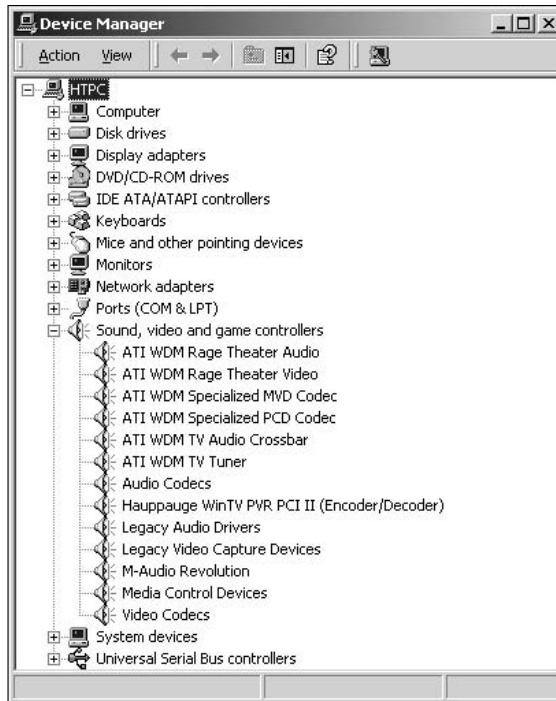 Device Manager
Action View
HTPC
Computer
Disk drives
Display adapters
DVD/CD-ROM drives
IDE ATA/ATAPI controllers
Keyboards
Mice and other pointing devices
Monitors
Network adapters
Ports (COM & LPT)
Sound, video and game controllers
ATI WDM Rage Theater Audio
ATI WDM Rage Theater Video
ATI WDM Specialized MVD Codec
ATI WDM Specialized PCD Codec
ATI WDM TV Audio Crossbar
ATI WDM TV Tuner
Audio Codecs
Hauppauge WinTV PVR PCI II (Encoder/Decoder)
Legacy Audio Drivers
Legacy Video Capture Devices
M-Audio Revolution
Media Control Devices
Video Codecs
System devices
Universal Serial Bus controllers